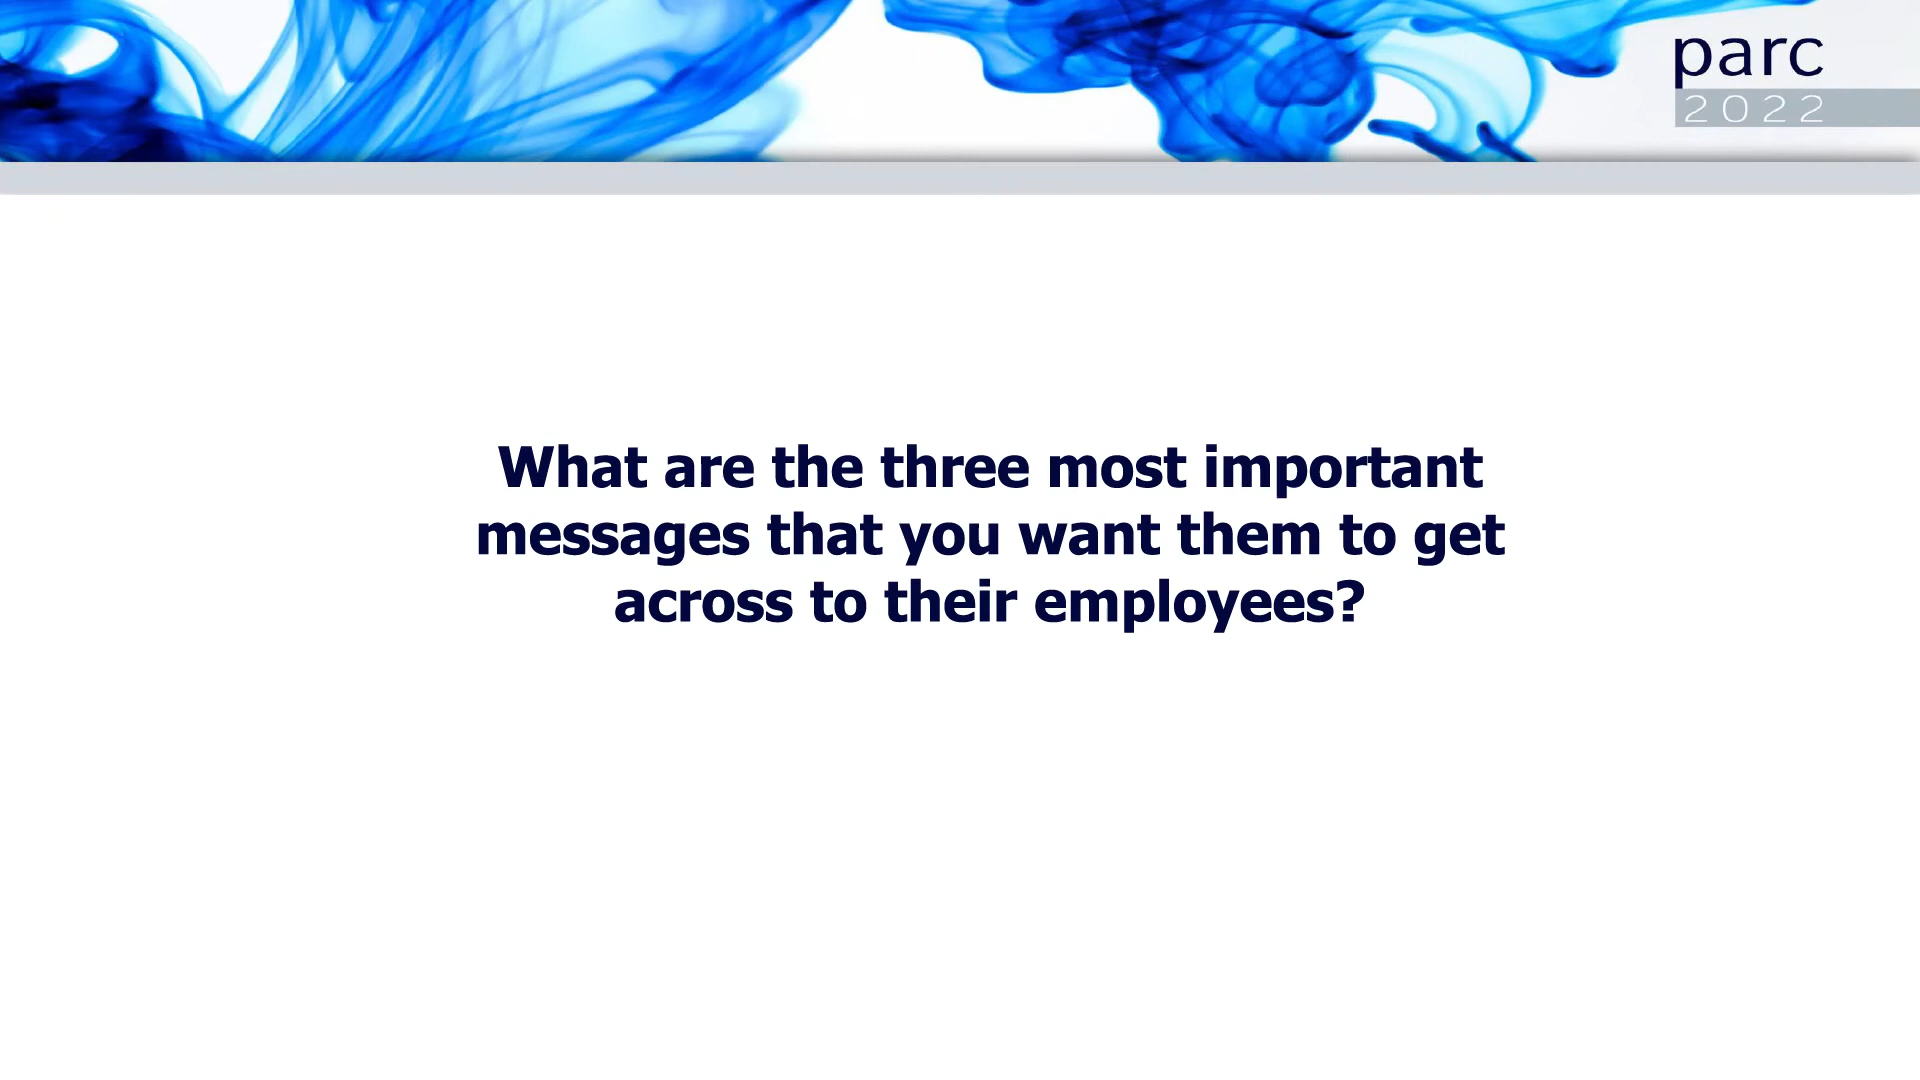 parc
2022
What are the three most important
messages that you want them to get
across to their employees?